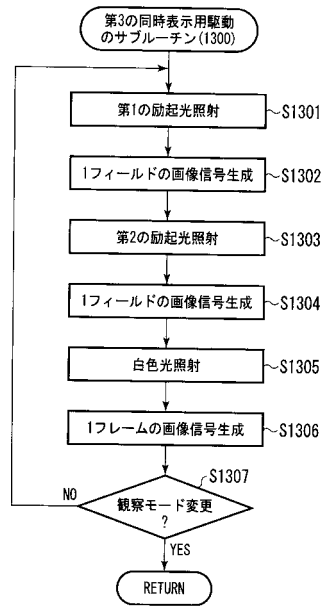 第3の同時表示用駆動
のサブルーチン(1300)
第1の励起光照射
S1301
1フィールドの画像信号生成
S1302
第2の励起光照射
S1303
1フィールドの画像信号生成
S1304
白色光照射
S1305
1フレームの画像信号生成
S1306
S1307
NO
観察モード変更
?
YES
RETURN